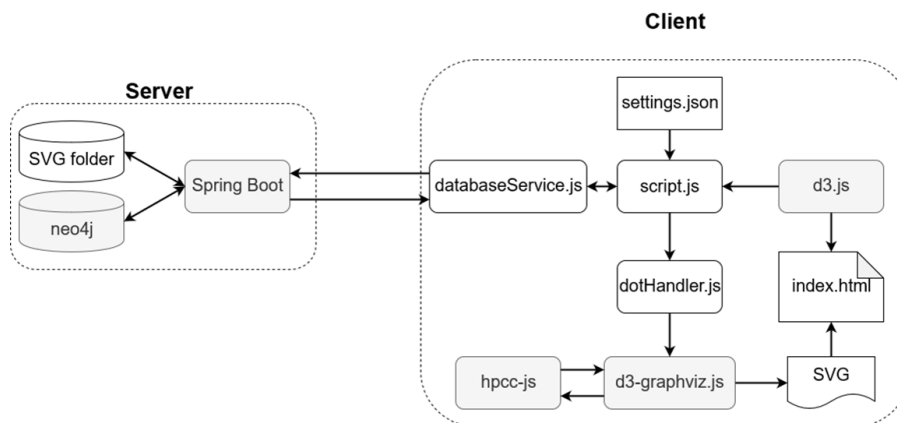 Client
Server
settings.json
SVG folder
Spring Boot
databaseService.js
script.js
d3.js
neo4j
dotHandler.js
index.html
hpcc-js
d3-graphviz.js
SVG